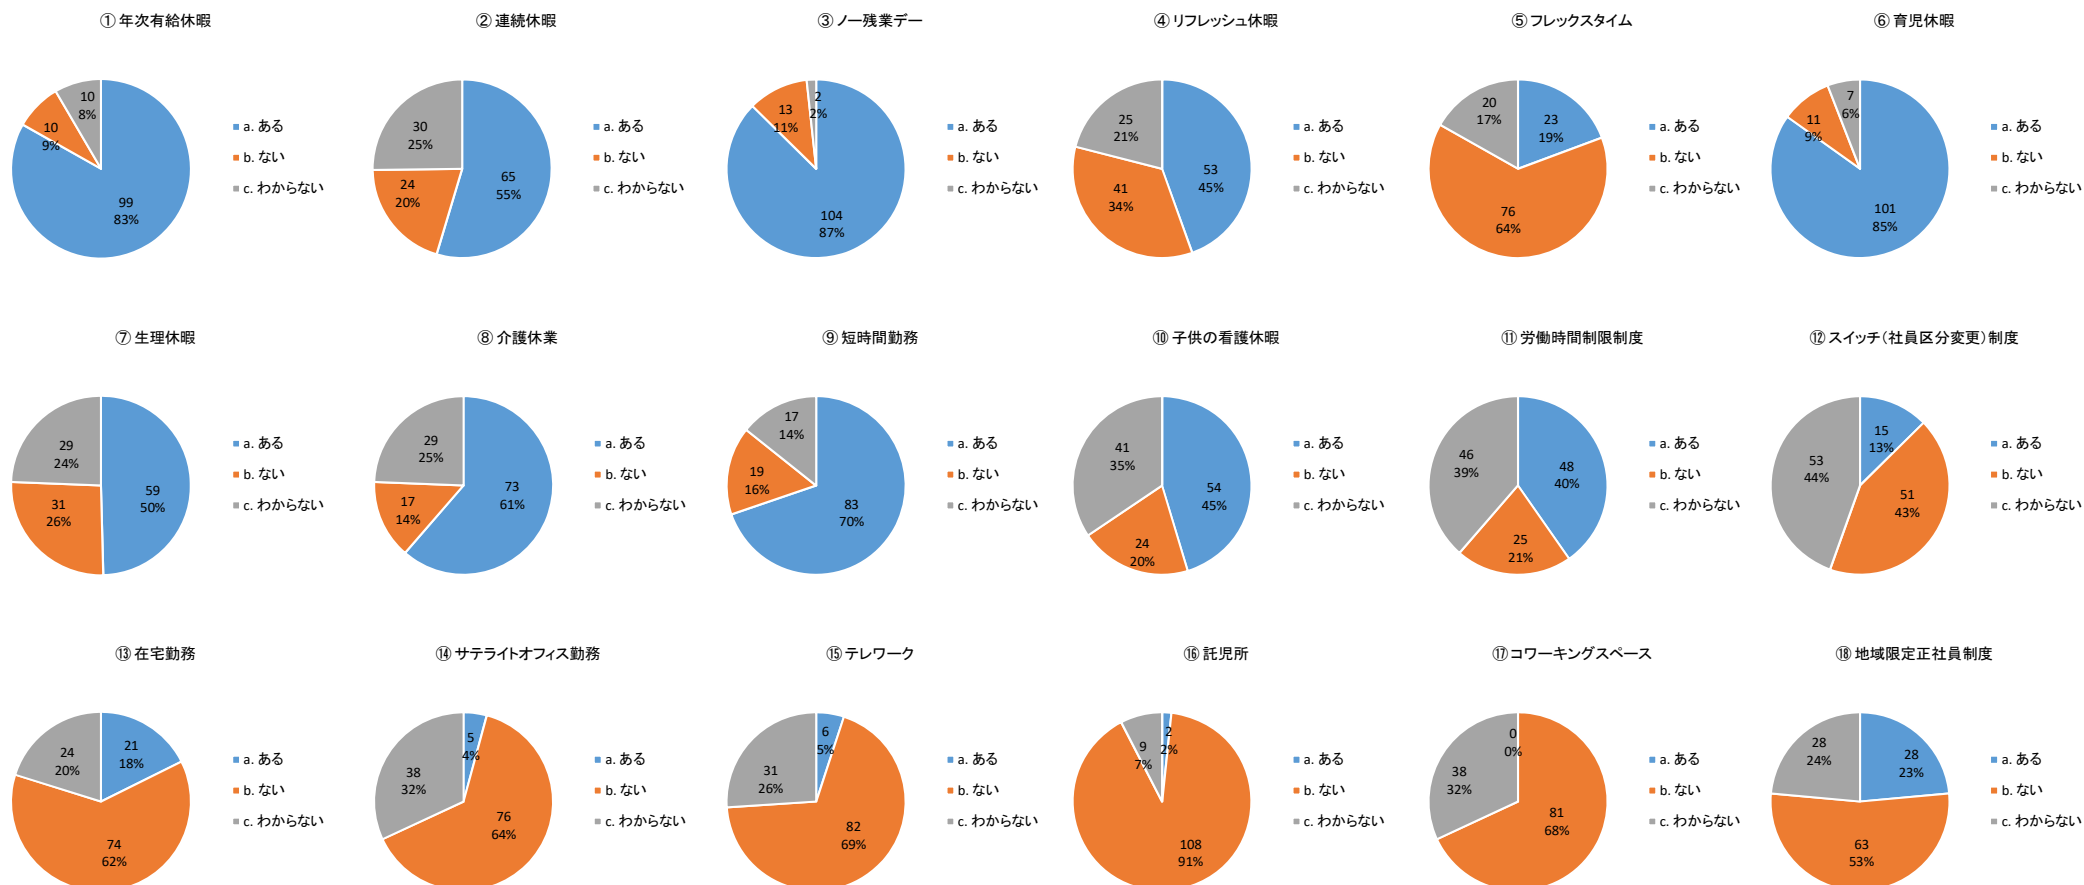 ① 年次有給休暇
10
8%
10
9%
99
83%
a. ある
b. ない
c. わからない
② 連続休暇
30
25%
24
20%
65
55%
a. ある
b. ない
c. わからない
③ ノー残業デー
2
2%
13
11%
104
87%
a. ある
b. ない
c. わからない
④ リフレッシュ休暇
25
21%
53
45%
41
34%
a. ある
b. ない
c. わからない
⑤ フレックスタイム
20
17%
23
19%
76
64%
a. ある
b. ない
c. わからない
⑥ 育児休暇
7
6%
11
9%
101
85%
a. ある
b. ない
c. わからない
⑦ 生理休暇
29
24%
59
50%
31
26%
a. ある
b. ない
c. わからない
⑧ 介護休業
29
25%
73
61%
17
14%
a. ある
b. ない
c. わからない
⑨ 短時間勤務
17
14%
19
16%
83
70%
a. ある
b. ない
c. わからない
⑩ 子供の看護休暇
41
35%
54
45%
24
20%
a. ある
b. ない
c. わからない
⑪ 労働時間制限制度
46
39%
48
40%
25
21%
a. ある
b. ない
c. わからない
⑫ スイッチ（社員区分変更）制度
15
13%
53
44%
51
43%
a. ある
b. ない
c. わからない
⑬ 在宅勤務
24
20%
21
18%
74
62%
a. ある
b. ない
c. わからない
⑭ サテライトオフィス勤務
5
4%
38
32%
76
64%
a. ある
b. ない
c. わからない
⑮ テレワーク
6
5%
31
26%
82
69%
a. ある
b. ない
c. わからない
⑯ 託児所
2
2%
9
7%
108
91%
a. ある
b. ない
c. わからない
⑰ コワーキングスペース
0
0%
38
32%
81
68%
a. ある
b. ない
c. わからない
⑱ 地域限定正社員制度
28
24%
28
23%
63
53%
a. ある
b. ない
c. わからない